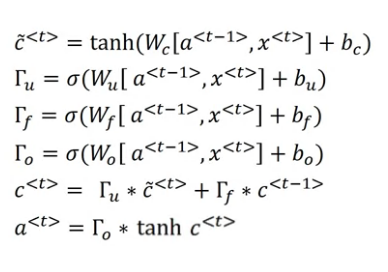 c̃^<t> = tanh(W_c[a^<t−1>, x^<t>] + b_c)
Γ_u = σ(W_u[ a^<t−1>, x^<t>] + b_u)
Γ_f = σ(W_f[ a^<t−1>, x^<t>] + b_f)
Γ_o = σ(W_o[ a^<t−1>, x^<t>] + b_o)
c^<t> = Γ_u * c̃^<t> + Γ_f * c^<t−1>
a^<t> = Γ_o * tanh c^<t>